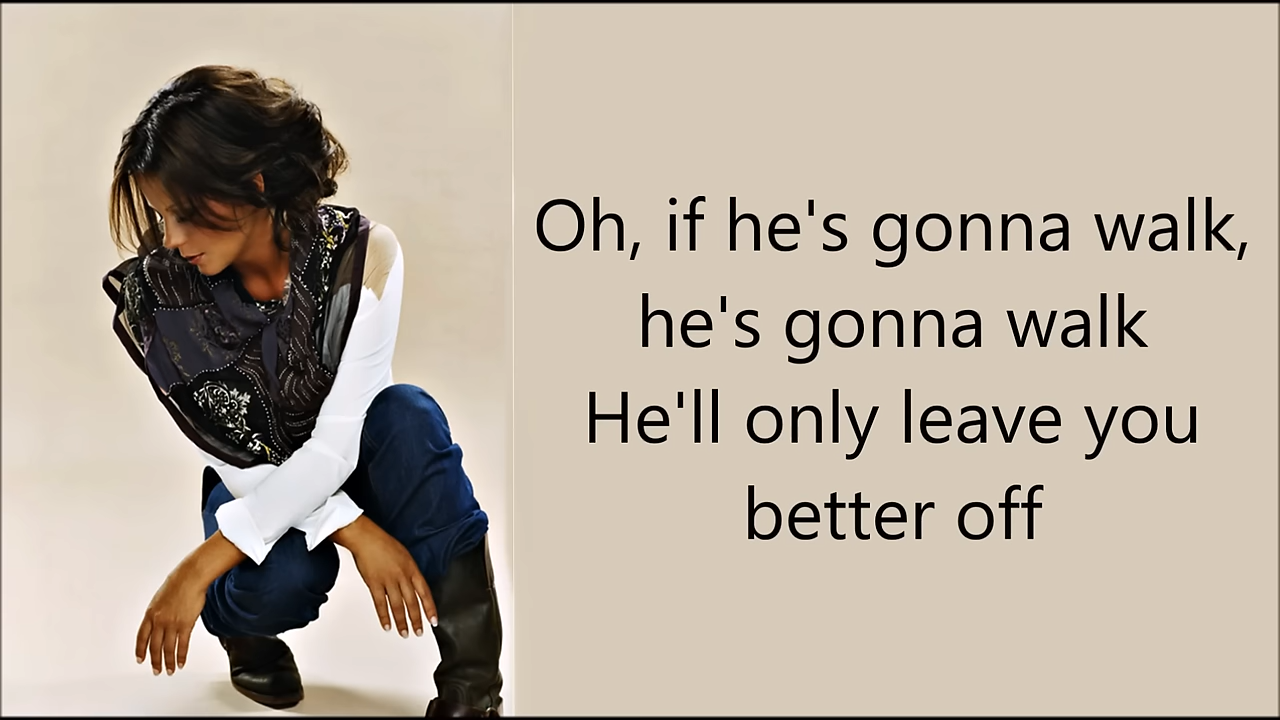 Oh, if he's gonna walk,
he's gonna walk
He'll only leave you
better off